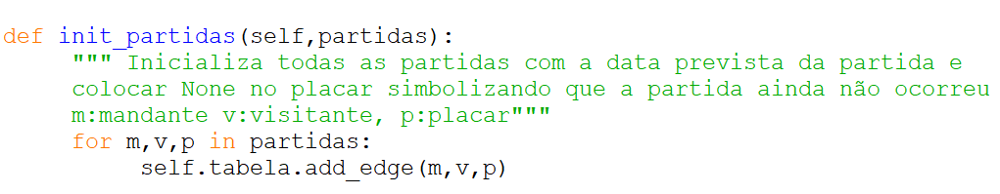 def init_partidas(self,partidas):
""" Inicializa todas as partidas com a data prevista da partida e
colocar None no placar simbolizando que a partida ainda não ocorreu
m:mandante v:visitante, p:placar"""
for m,v,p in partidas:
self.tabela.add_edge(m,v,p)